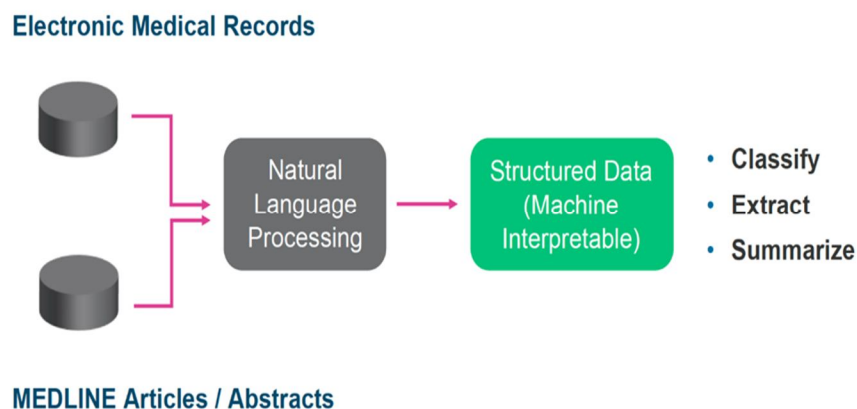 Electronic Medical Records
Natural
Language
Processing
Structured Data
(Machine
Interpretable)
• Classify
• Extract
• Summarize
MEDLINE Articles / Abstracts